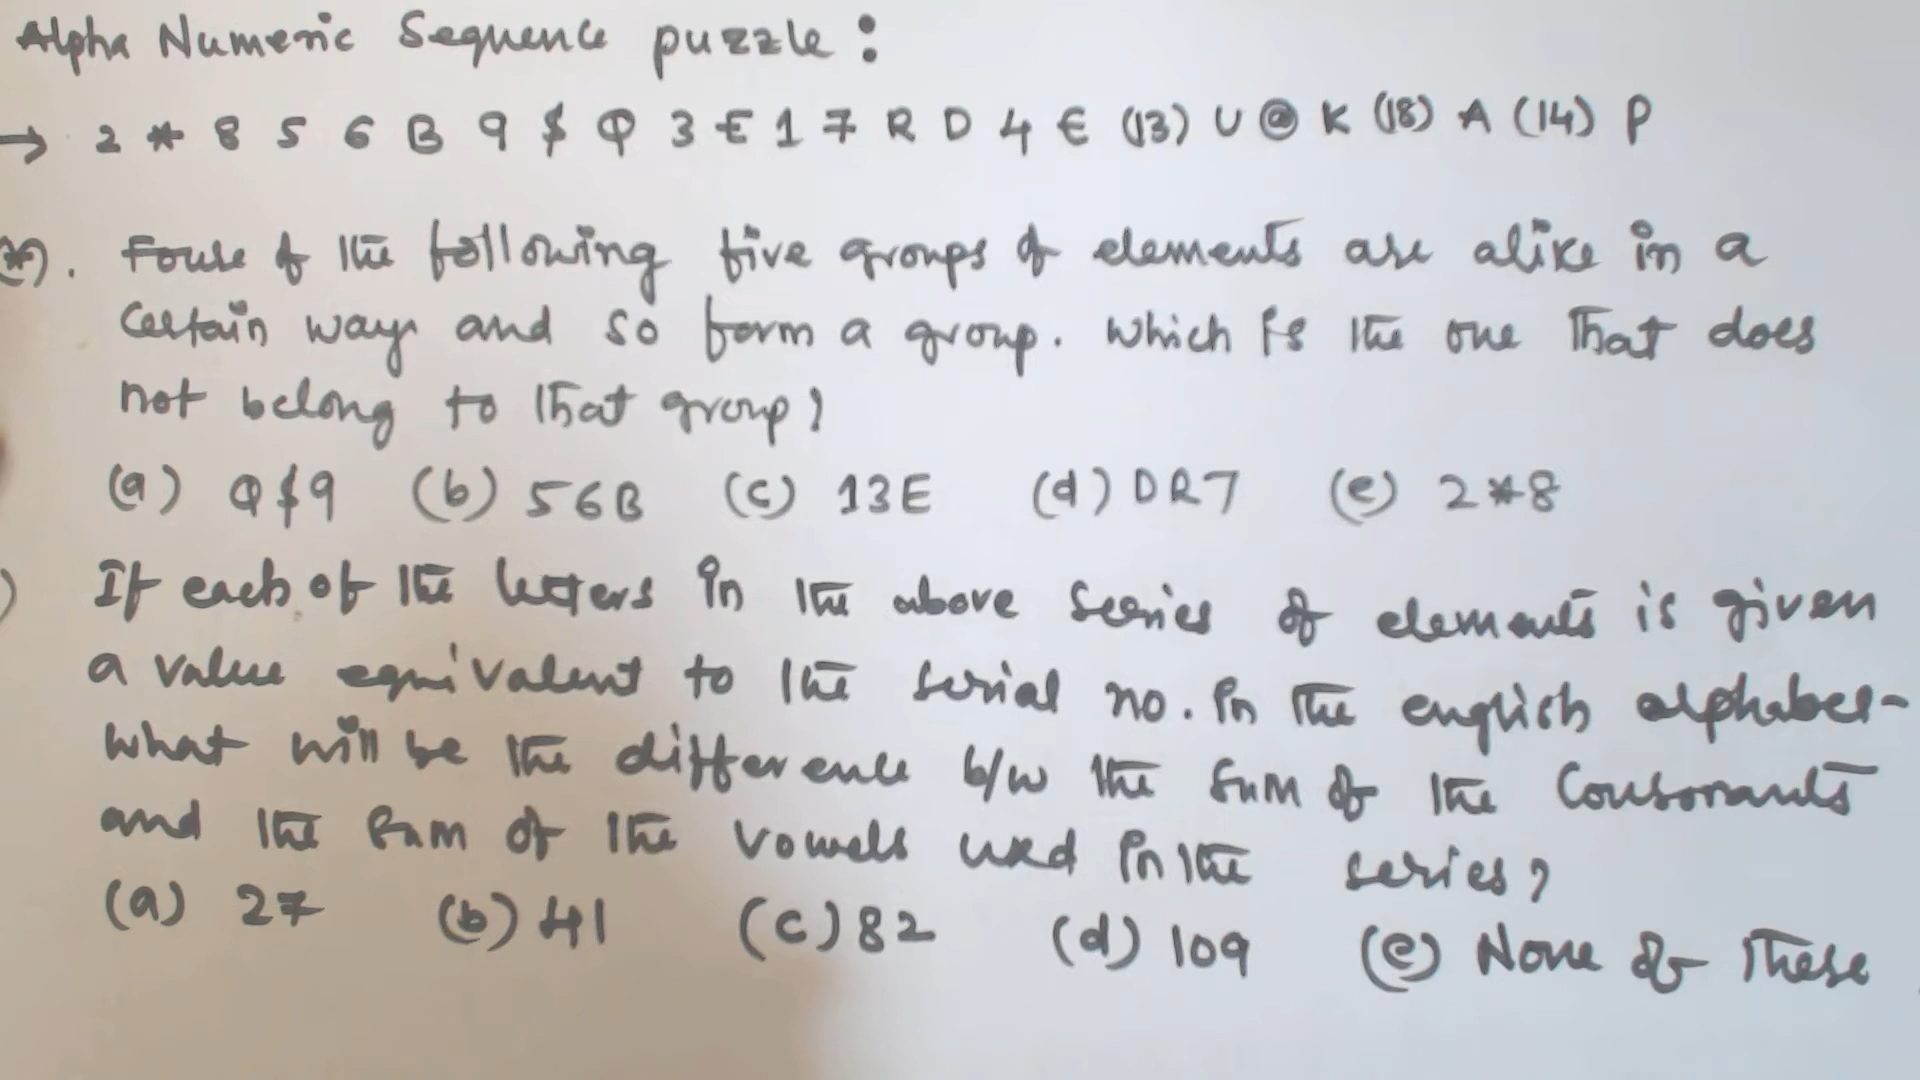 Alpha Numeric Sequence puzzle :
→ 2 * 8 5 6 B 9 $ Q 3 E 1 7 R D 4 € (13) U @ K (18) A (14) P
Foure of the following five groups of elements are alike in a
Certain way and so form a group. which is the one that does
not belong to that group?
(a) Q$9 (b) 56B (c) 13E (d) DR7 (e) 2*8
) If each of the letters in the above series of elements is given
a value equivalent to the serial no. in the english alphabet-
what will be the difference b/w the sum of the Consonants
and the sum of the vowels used in the series?
(a) 27 (b) 41 (c) 82 (d) 109 (e) None of These